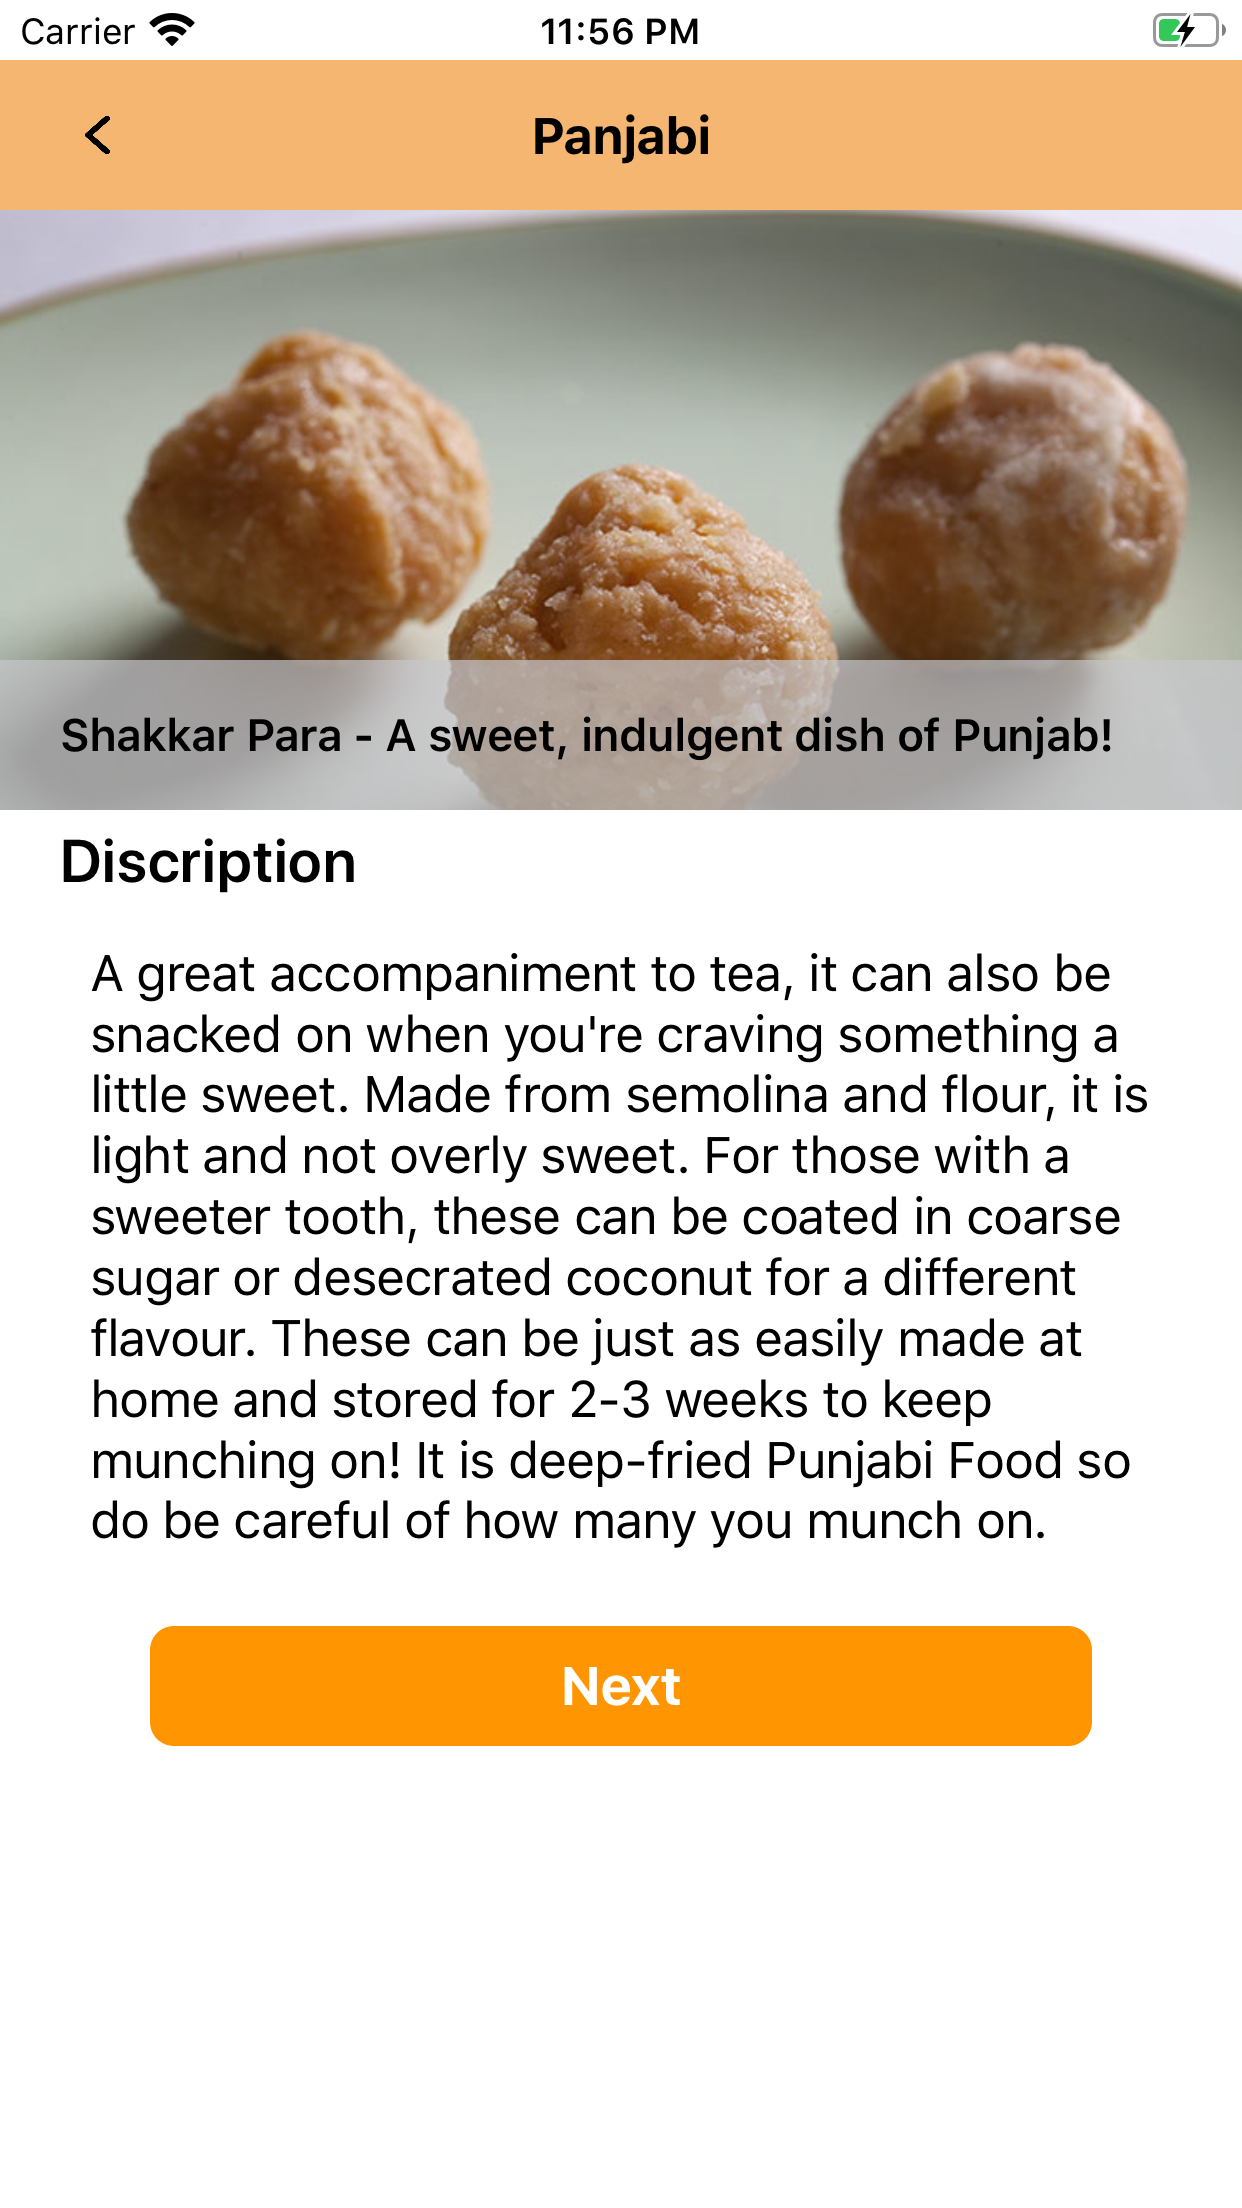 Carrier 11:56 PM
Panjabi
Shakkar Para - A sweet, indulgent dish of Punjab!
Discription
A great accompaniment to tea, it can also be
snacked on when you're craving something a
little sweet. Made from semolina and flour, it is
light and not overly sweet. For those with a
sweeter tooth, these can be coated in coarse
sugar or desecrated coconut for a different
flavour. These can be just as easily made at
home and stored for 2-3 weeks to keep
munching on! It is deep-fried Punjabi Food so
do be careful of how many you munch on.
Next